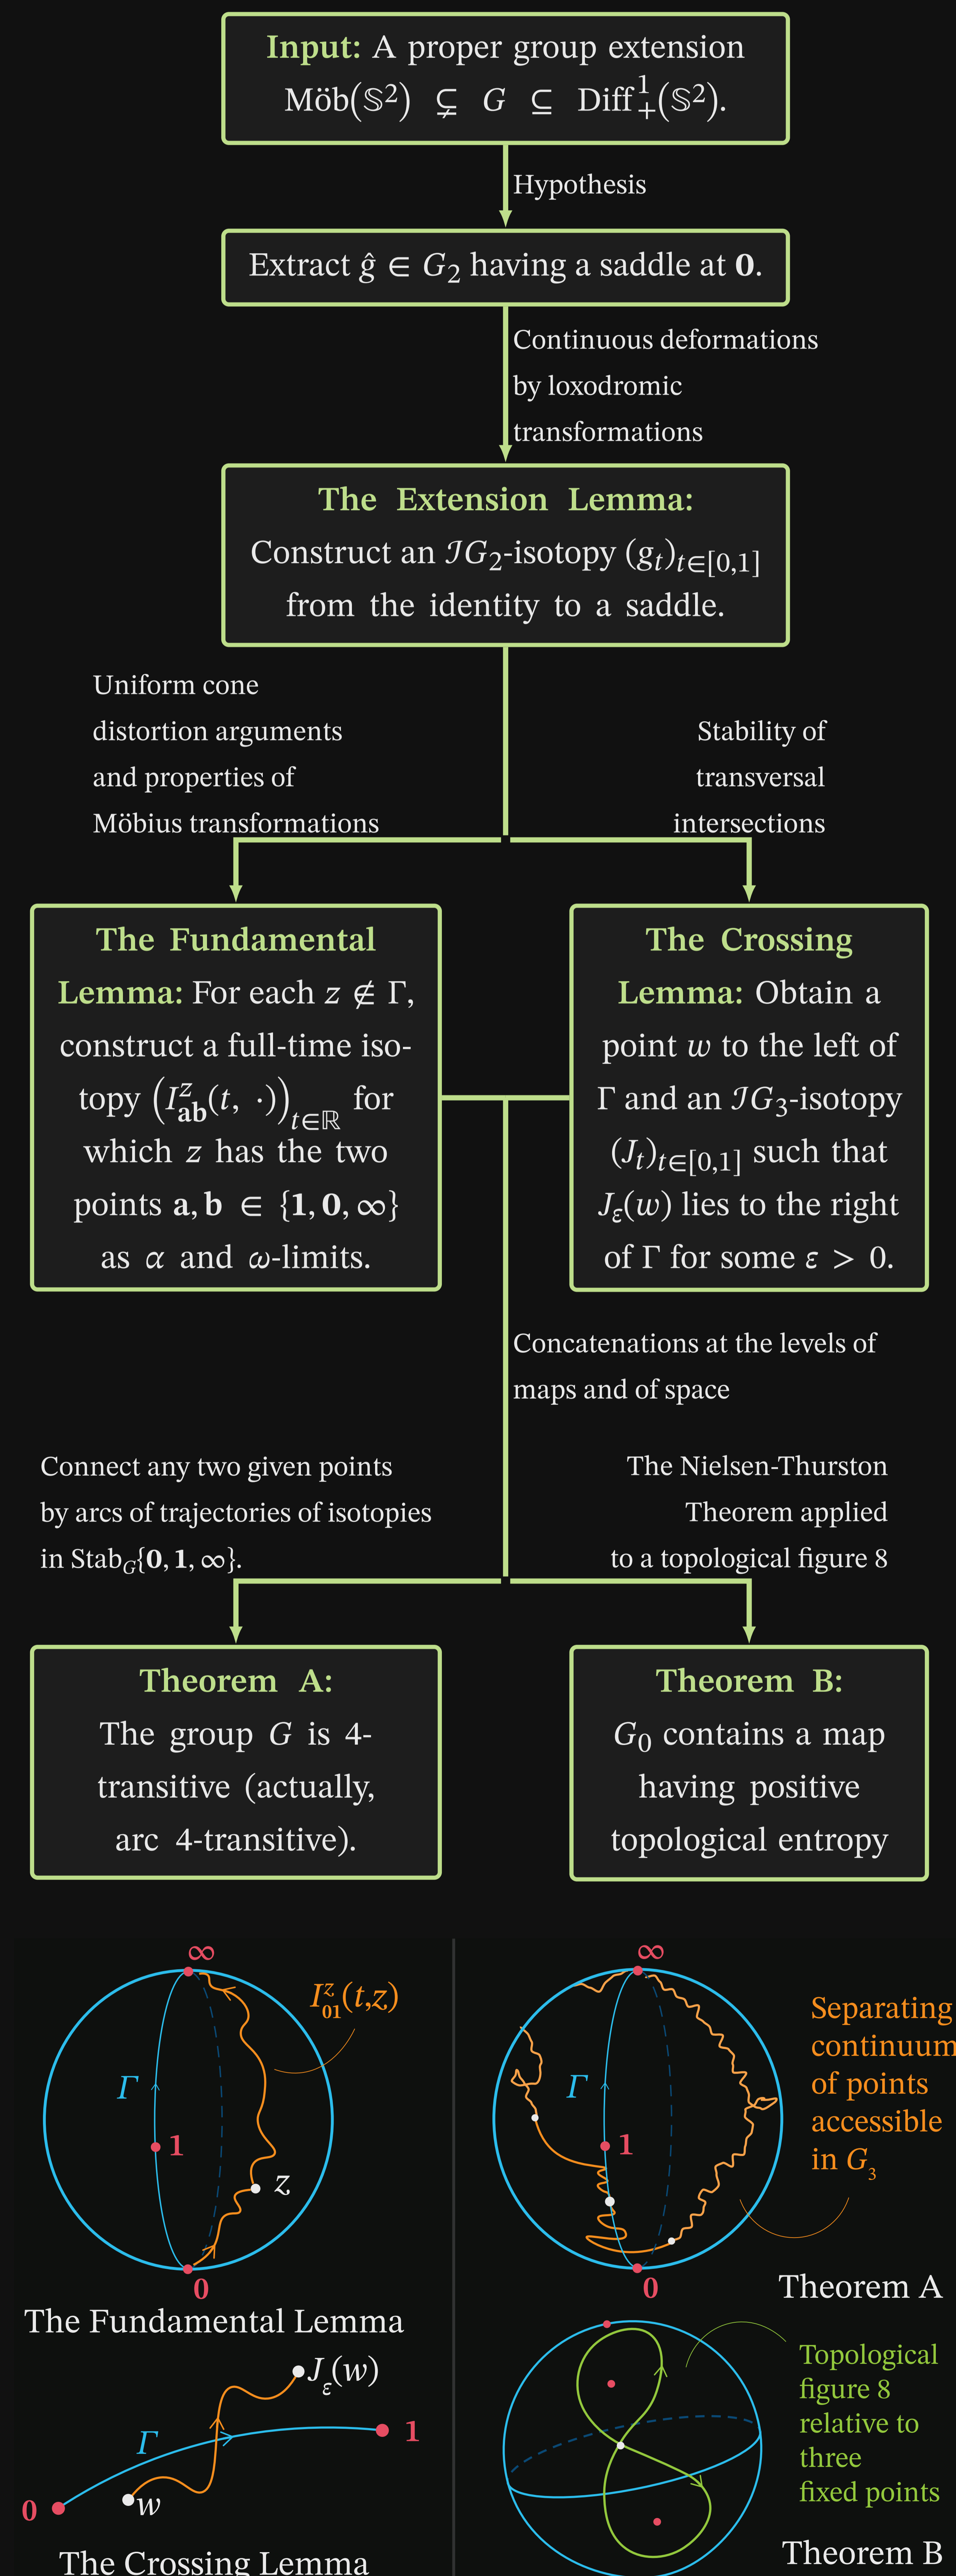 Input: A proper group extension
Möb(𝕊²) ⊊ G ⊆ Diff¹₊(𝕊²).
Hypothesis
Extract ĝ ∈ G₂ having a saddle at 0.
Continuous deformations
by loxodromic
transformations
The Extension Lemma:
Construct an ℐG₂-isotopy (gₜ)ₜ∈[0,1]
from the identity to a saddle.
Uniform cone
distortion arguments
and properties of
Möbius transformations
Stability of
transversal
intersections
The Fundamental
Lemma: For each z ∉ Γ,
construct a full-time iso-
topy (I^z_ab(t, ·))_t∈ℝ for
which z has the two
points a, b ∈ {1, 0, ∞}
as α and ω-limits.
The Crossing
Lemma: Obtain a
point w to the left of
Γ and an ℐG₃-isotopy
(Jₜ)ₜ∈[0,1] such that
J_ε(w) lies to the right
of Γ for some ε > 0.
Concatenations at the levels of
maps and of space
Connect any two given points
by arcs of trajectories of isotopies
in Stab_G{0, 1, ∞}.
The Nielsen-Thurston
Theorem applied
to a topological figure 8
Theorem A:
The group G is 4-
transitive (actually,
arc 4-transitive).
Theorem B:
G₀ contains a map
having positive
topological entropy
∞
I^z_01(t,z)
Γ
1
z
0
The Fundamental Lemma
J_ε(w)
Γ
1
0
w
The Crossing Lemma
∞
Separating
continuum
of points
accessible
in G₃
Γ
1
0
Theorem A
Topological
figure 8
relative to
three
fixed points
Theorem B